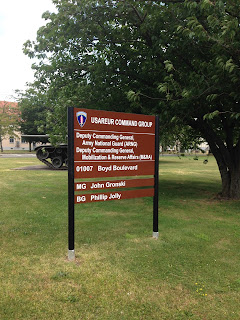 USAREUR COMMAND GROUP
Deputy Commanding General,
Army National Guard (ARNG)
Deputy Commanding General,
Mobilization & Reserve Affairs (M&RA)
01007 Boyd Boulevard
MG John Gronski
BG Phillip Jolly